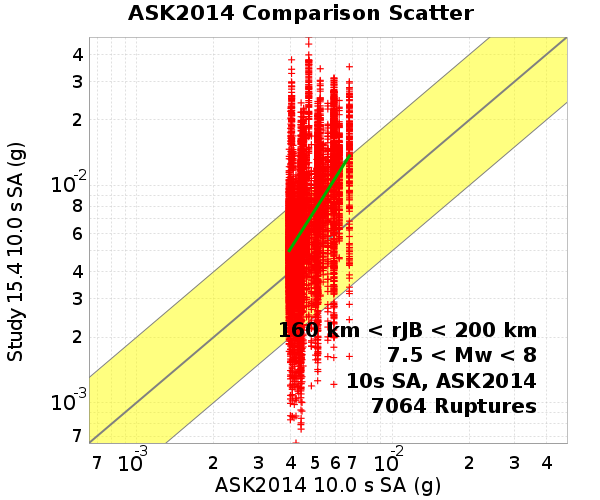 ASK2014 Comparison Scatter
Study 15.4 10.0 s SA (g)
4
3
2
10⁻²
8
6
4
3
2
10⁻³
7
160 km < rJB < 200 km
7.5 < Mw < 8
10s SA, ASK2014
7064 Ruptures
7 10⁻³ 2 3 4 5 6 7 10⁻² 2 3 4
ASK2014 10.0 s SA (g)